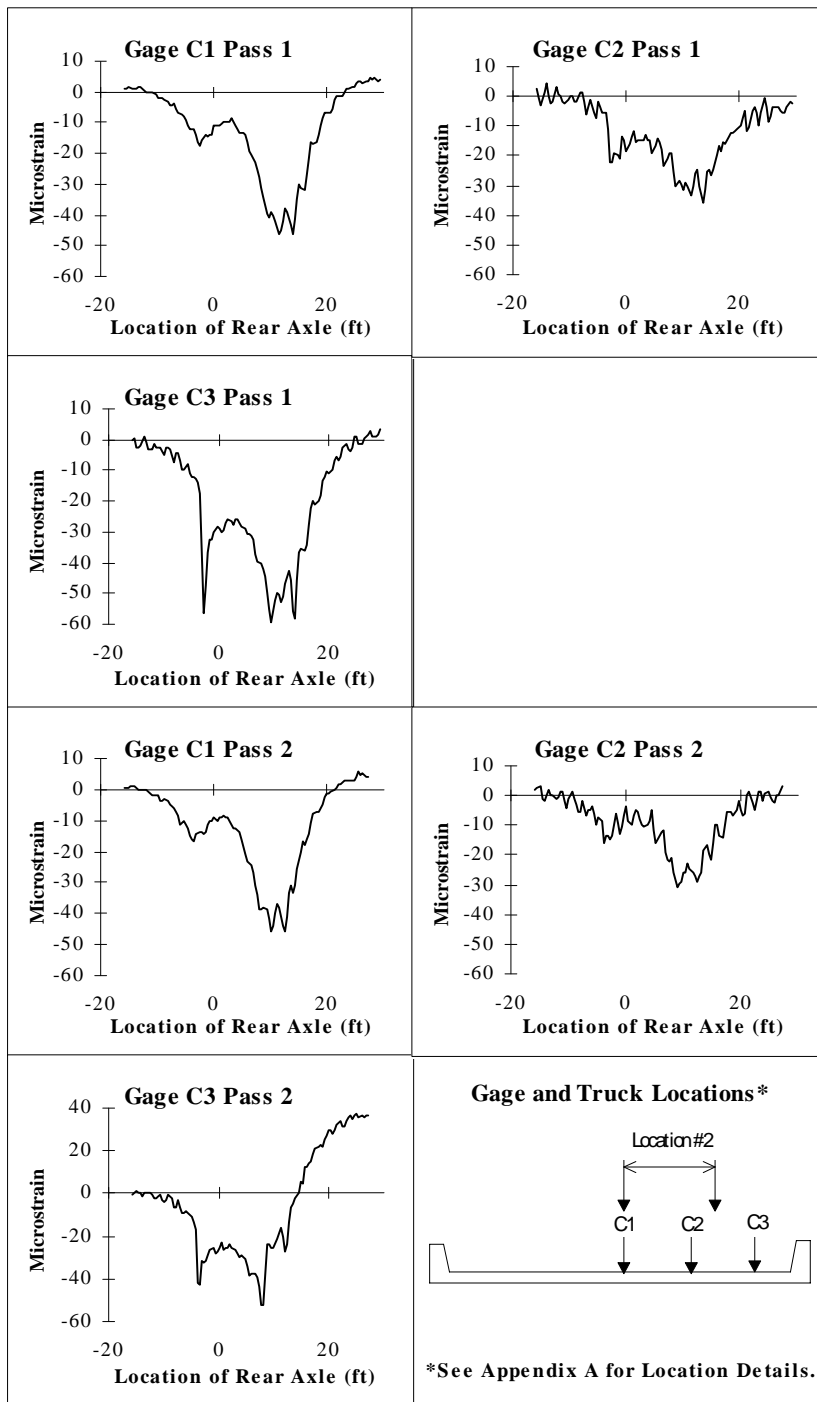 Gage C1 Pass 1
10
0
-10
-20
-30
-40
-50
-60
Microstrain
-20 0 20
Location of Rear Axle (ft)
Gage C2 Pass 1
10
0
-10
-20
-30
-40
-50
-60
Microstrain
-20 0 20
Location of Rear Axle (ft)
Gage C3 Pass 1
10
0
-10
-20
-30
-40
-50
-60
Microstrain
-20 0 20
Location of Rear Axle (ft)
Gage C1 Pass 2
10
0
-10
-20
-30
-40
-50
-60
Microstrain
-20 0 20
Location of Rear Axle (ft)
Gage C2 Pass 2
10
0
-10
-20
-30
-40
-50
-60
Microstrain
-20 0 20
Location of Rear Axle (ft)
Gage C3 Pass 2
40
20
0
-20
-40
-60
Microstrain
-20 0 20
Location of Rear Axle (ft)
Gage and Truck Locations*
Location #2
C1 C2 C3
*See Appendix A for Location Details.